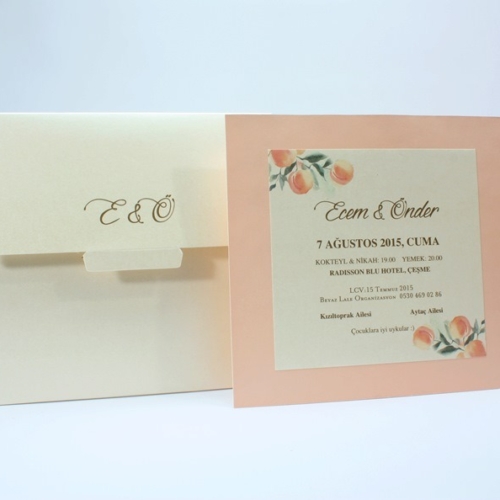 E & Ö
Ecem & Önder
7 AĞUSTOS 2015, CUMA
KOKTEYL & NİKAH: 19.00 YEMEK: 20.00
RADISSON BLU HOTEL, ÇEŞME
LCV-15 Temmuz 2015
Beyaz Lale Organizasyon 0530 469 02 86
Kızıltoprak Ailesi Aytaç Ailesi
Çocuklara iyi uykular :)